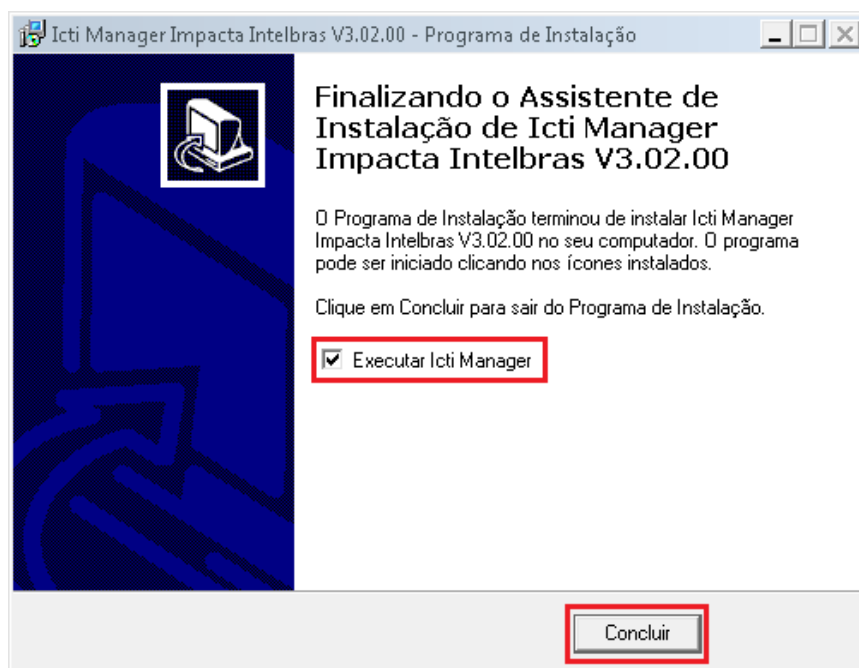 Icti Manager Impacta Intelbras V3.02.00 - Programa de Instalação
Finalizando o Assistente de
Instalação de Icti Manager
Impacta Intelbras V3.02.00
O Programa de Instalação terminou de instalar Icti Manager
Impacta Intelbras V3.02.00 no seu computador. O programa
pode ser iniciado clicando nos ícones instalados.
Clique em Concluir para sair do Programa de Instalação.
Executar Icti Manager
Concluir